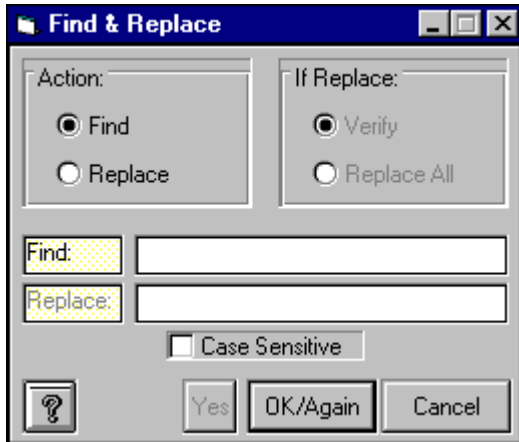 Find & Replace
Action:
If Replace:
Find
Verify
Replace
Replace All
Find:
Replace:
Case Sensitive
?
Yes
OK/Again
Cancel